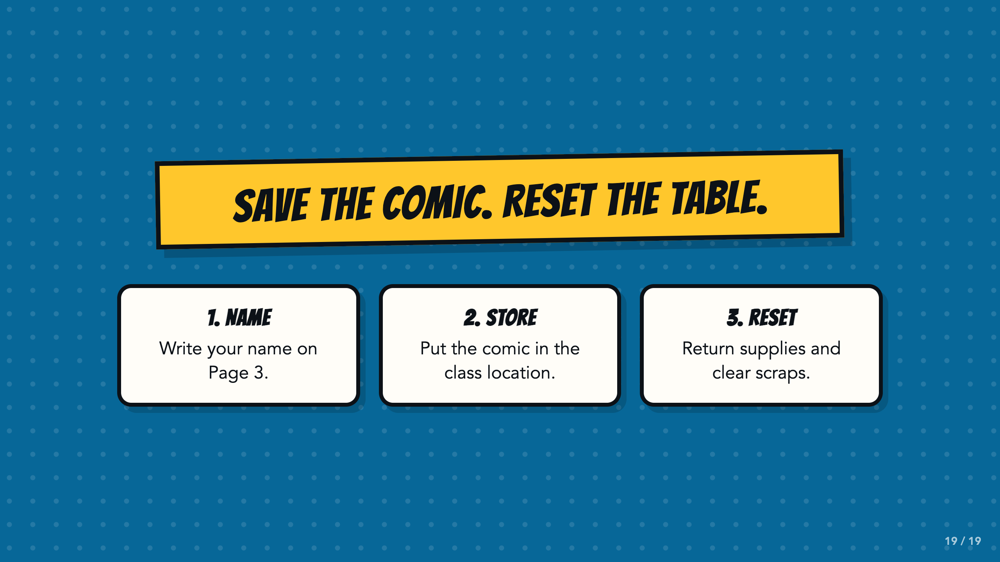 SAVE THE COMIC. RESET THE TABLE.
1. NAME
Write your name on
Page 3.
2. STORE
Put the comic in the
class location.
3. RESET
Return supplies and
clear scraps.
19 / 19